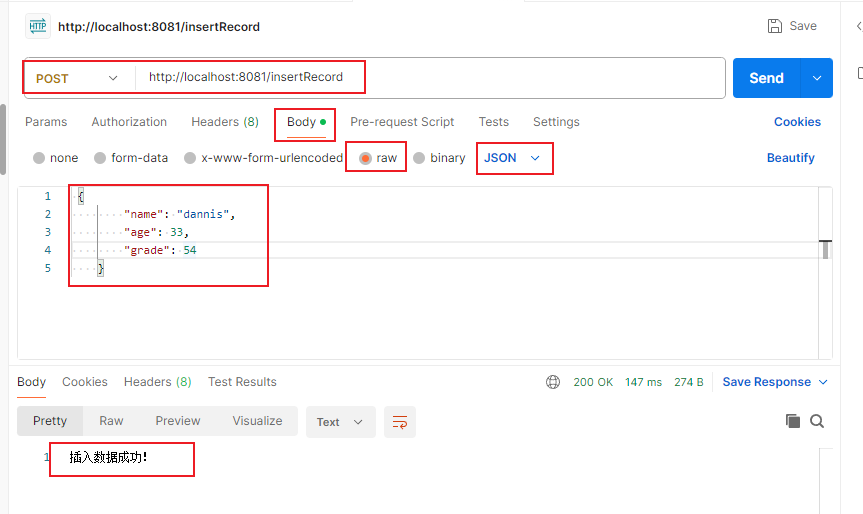 HTTP http://localhost:8081/insertRecord Save
POST http://localhost:8081/insertRecord Send
Params Authorization Headers (8) Body Pre-request Script Tests Settings Cookies
none form-data x-www-form-urlencoded raw binary JSON Beautify
1 {
2 "name": "dannis",
3 "age": 33,
4 "grade": 54
5 }
Body Cookies Headers (8) Test Results 200 OK 147 ms 274 B Save Response
Pretty Raw Preview Visualize Text
1 插入数据成功!